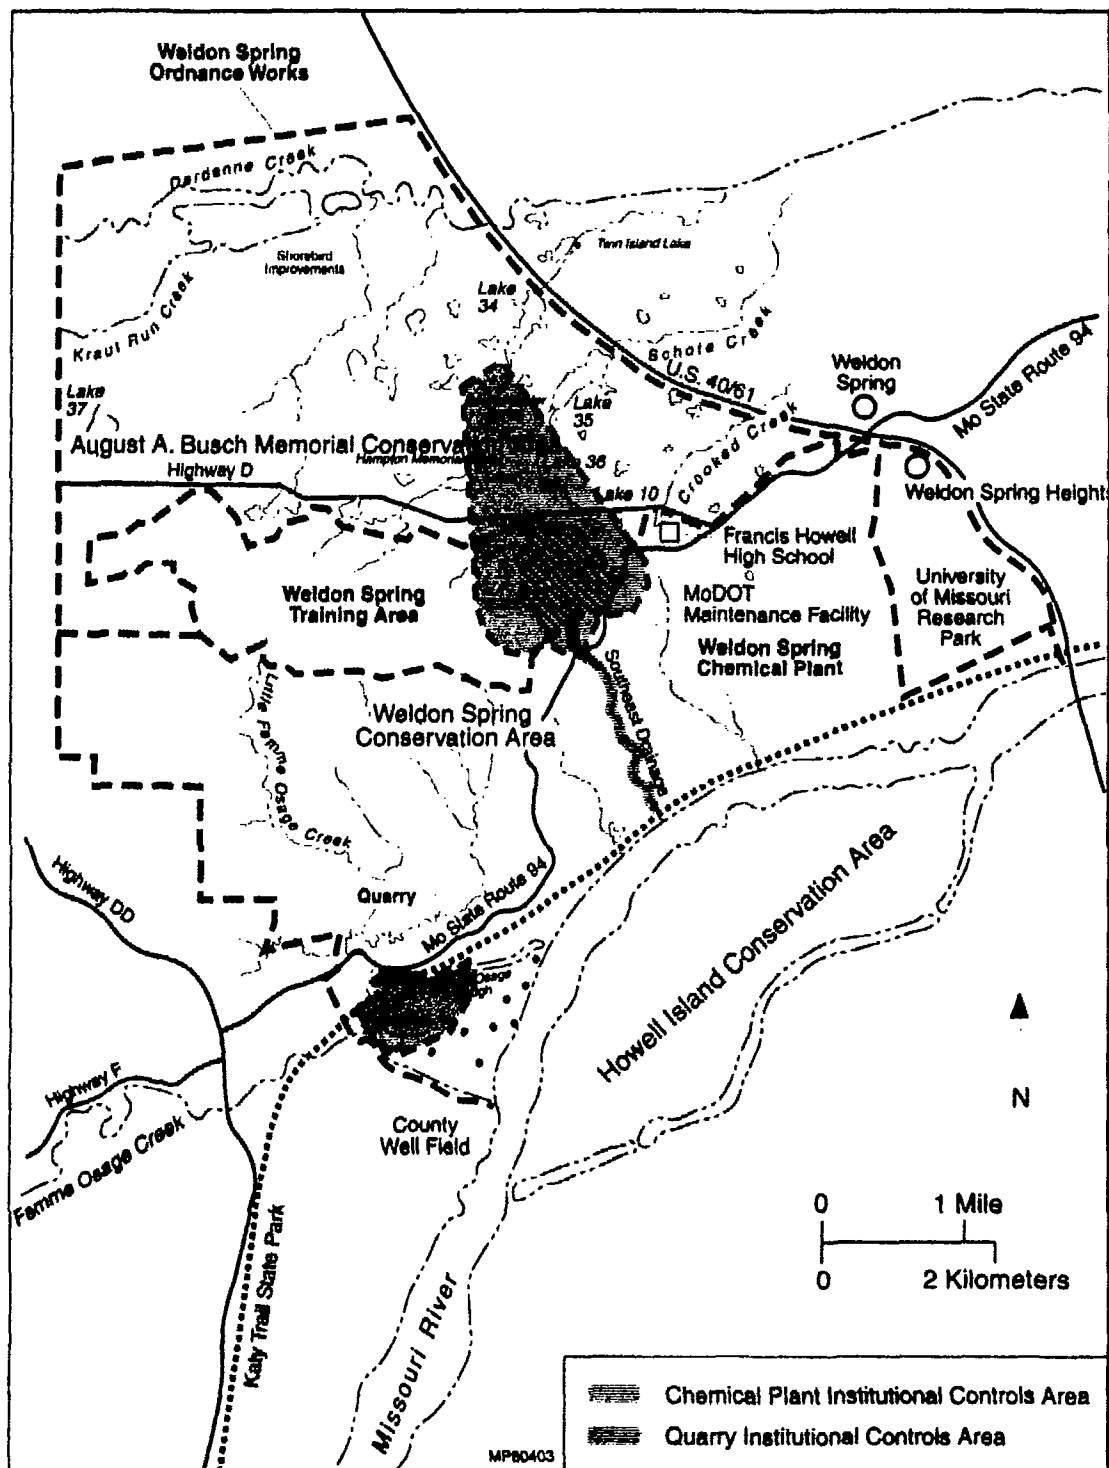 Weldon Spring
Ordnance Works
Dardenne Creek
Shorebird
Improvements
Twin Island Lake
Kraut Run Creek
Lake
34
Schote Creek
U.S. 40/61
Weldon
Spring
Mo State Route 94
Lake
37
Lake
35
August A. Busch Memorial Conservation
Hampton Memorial
36
Crooked Creek
Highway D
Lake 10
Weldon Spring Heights
Francis Howell
High School
Weldon Spring
Training Area
MoDOT
Maintenance Facility
University
of Missouri
Research
Park
Weldon Spring
Chemical Plant
Southeast Drainage
Little Femme Osage Creek
Weldon Spring
Conservation Area
Highway DD
Quarry
Mo State Route 94
Howell Island Conservation Area
Osage
Highway F
Femme Osage Creek
County
Well Field
N
Katy Trail State Park
Missouri River
0 1 Mile
0 2 Kilometers
Chemical Plant Institutional Controls Area
Quarry Institutional Controls Area
MP80403